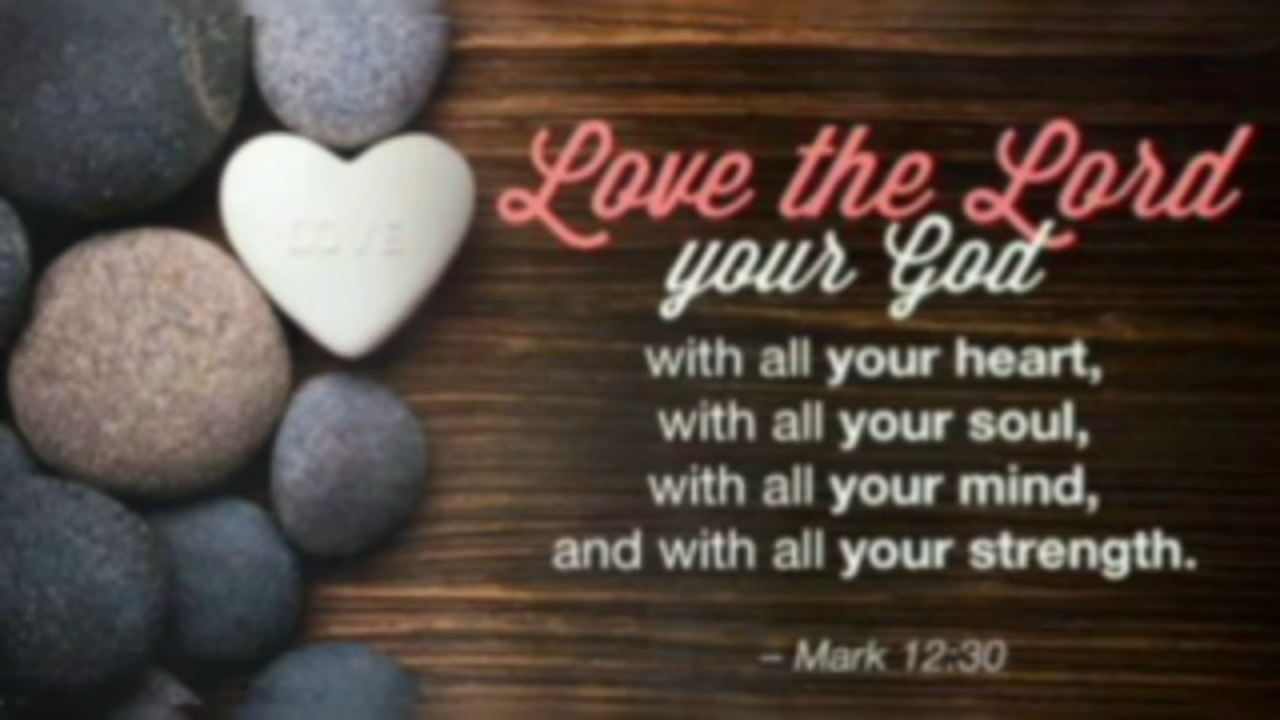 LOVE
Love the Lord
your God
with all your heart,
with all your soul,
with all your mind,
and with all your strength.
– Mark 12:30